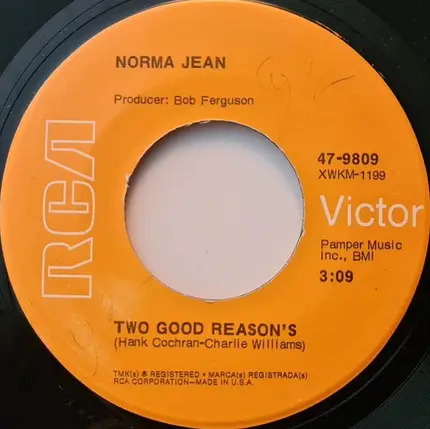 NORMA JEAN
Producer: Bob Ferguson
RCA
47-9809
XWKM-1199
Victor
Pamper Music
Inc., BMI
3:09
TWO GOOD REASON'S
(Hank Cochran-Charlie Williams)
TMK(s) ® REGISTERED • MARCA(s) REGISTRADA(s)
RCA CORPORATION—MADE IN U.S.A.